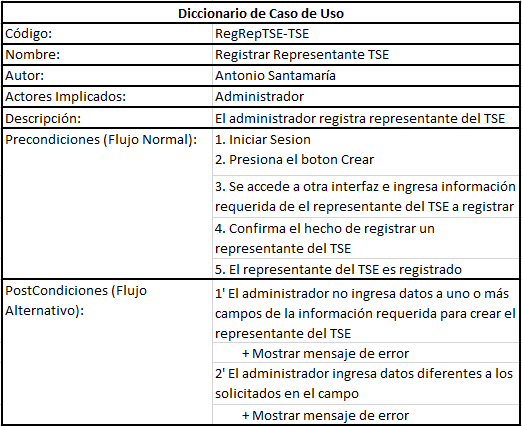 Diccionario de Caso de Uso
Código: RegRepTSE-TSE
Nombre: Registrar Representante TSE
Autor: Antonio Santamaría
Actores Implicados: Administrador
Descripción: El administrador registra representante del TSE
Precondiciones (Flujo Normal): 1. Iniciar Sesion
2. Presiona el boton Crear
3. Se accede a otra interfaz e ingresa información
requerida de el representante del TSE a registrar
4. Confirma el hecho de registrar un
representante del TSE
5. El representante del TSE es registrado
PostCondiciones (Flujo
Alternativo):
1' El administrador no ingresa datos a uno o más
campos de la información requerida para crear el
representante del TSE
+ Mostrar mensaje de error
2' El administrador ingresa datos diferentes a los
solicitados en el campo
+ Mostrar mensaje de error